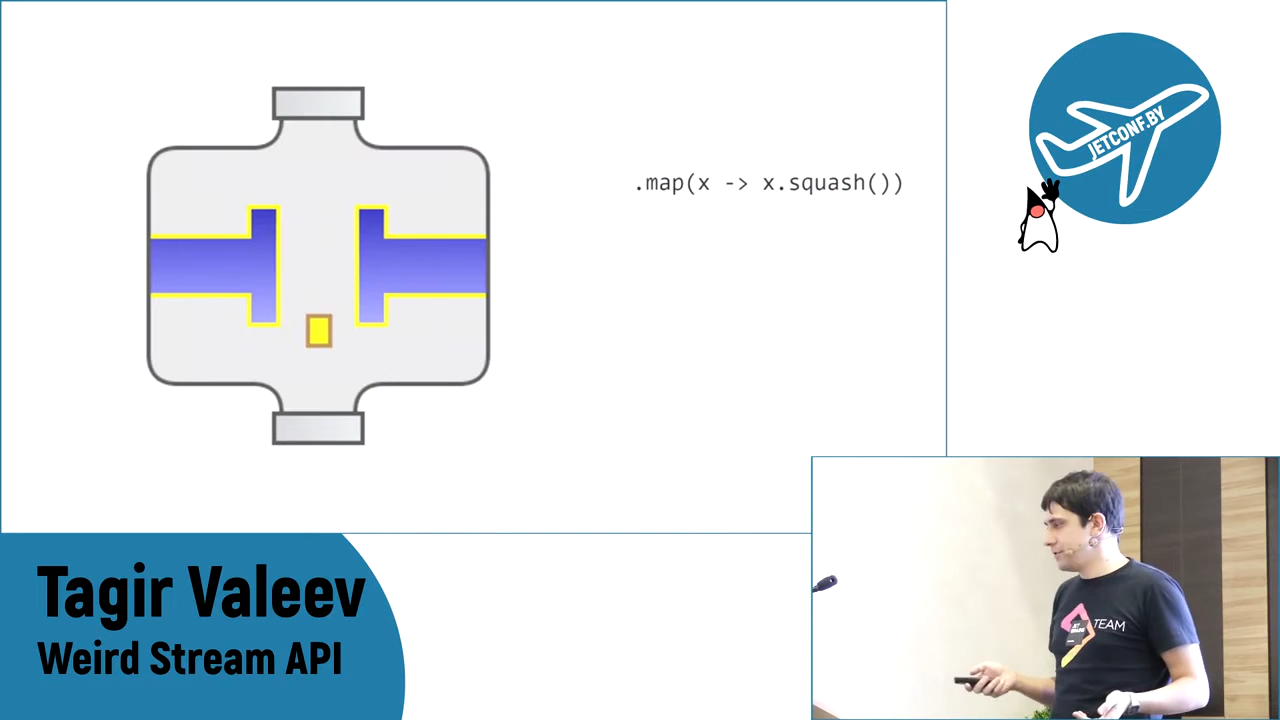 .map(x -> x.squash())
JETCONF.BY
Tagir Valeev
Weird Stream API
TEAM